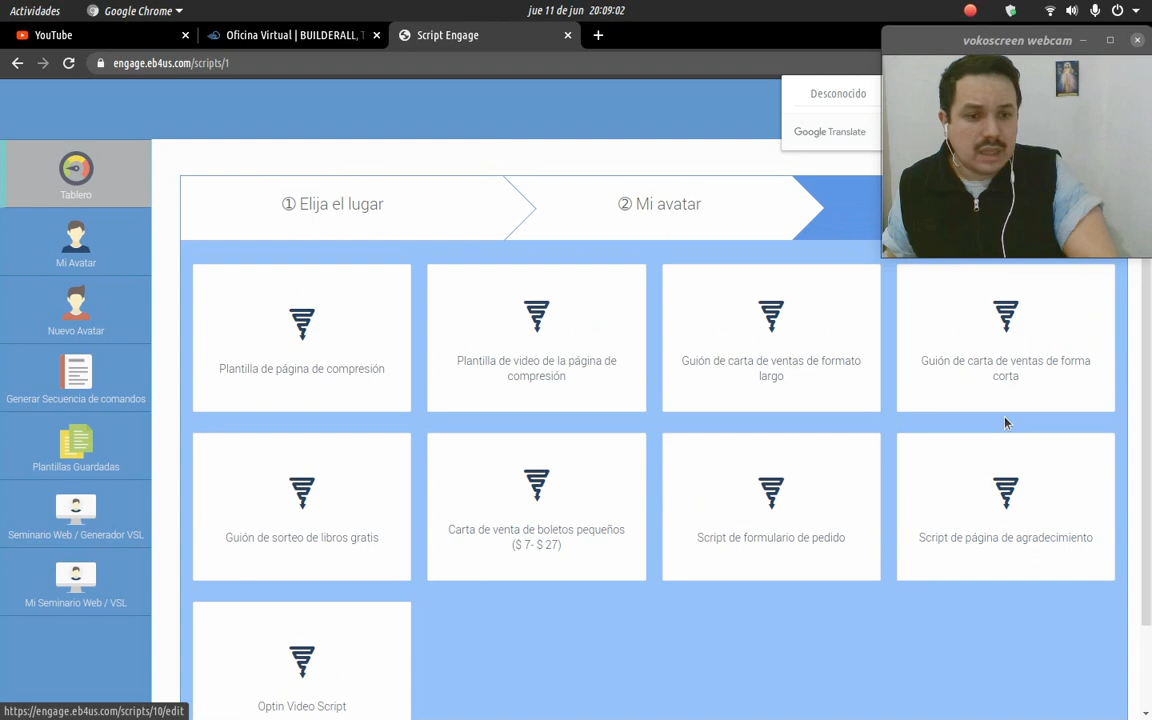 Actividades
Google Chrome
jue 11 de jun 20:09:02
YouTube
Oficina Virtual | BUILDERALL, T
Script Engage
vokoscreen webcam
engage.eb4us.com/scripts/1
Desconocido
Google Translate
Tablero
① Elija el lugar
② Mi avatar
Mi Avatar
Nuevo Avatar
Generar Secuencia de comandos
Plantillas Guardadas
Seminario Web / Generador VSL
Mi Seminario Web / VSL
Plantilla de página de compresión
Plantilla de video de la página de
compresión
Guión de carta de ventas de formato
largo
Guión de carta de ventas de forma
corta
Guión de sorteo de libros gratis
Carta de venta de boletos pequeños
($ 7- $ 27)
Script de formulario de pedido
Script de página de agradecimiento
Optin Video Script
https://engage.eb4us.com/scripts/10/edit